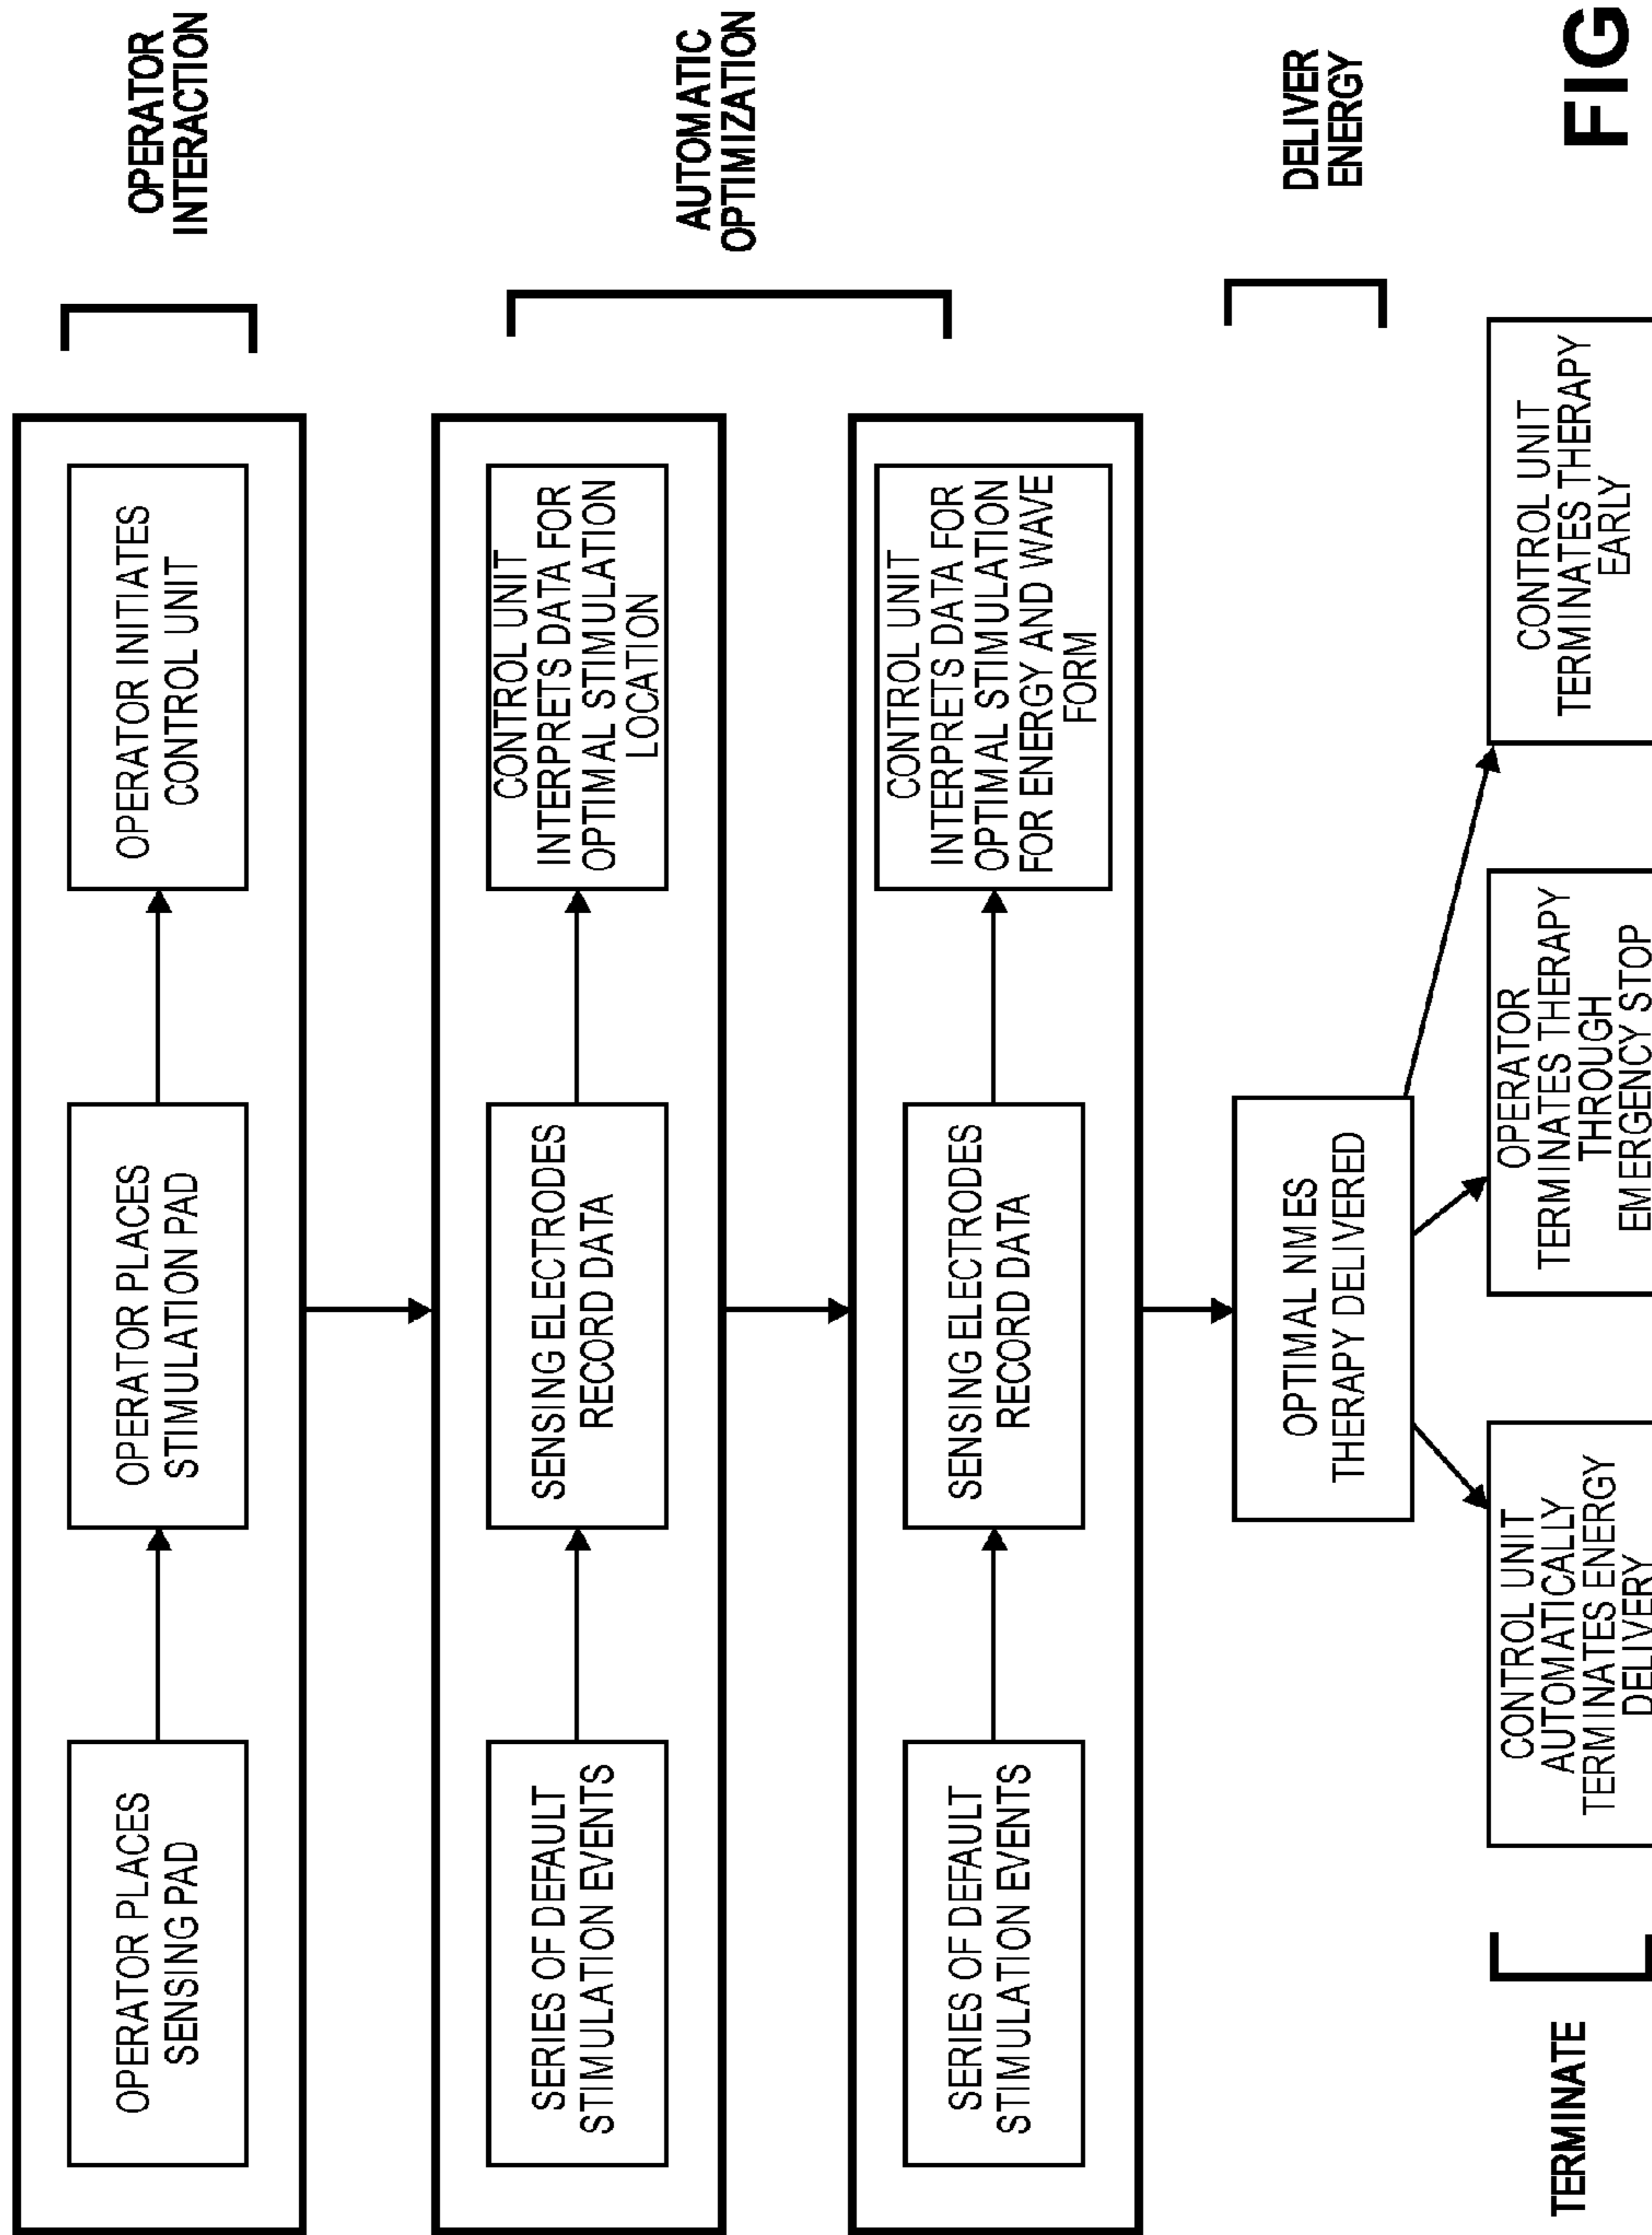 OPERATOR PLACES
SENSING PAD
OPERATOR PLACES
STIMULATION PAD
OPERATOR INITIATES
CONTROL UNIT
OPERATOR
INTERACTION
SERIES OF DEFAULT
STIMULATION EVENTS
SENSING ELECTRODES
RECORD DATA
CONTROL UNIT
INTERPRETS DATA FOR
OPTIMAL STIMULATION
LOCATION
AUTOMATIC
OPTIMIZATION
SERIES OF DEFAULT
STIMULATION EVENTS
SENSING ELECTRODES
RECORD DATA
CONTROL UNIT
INTERPRETS DATA FOR
OPTIMAL STIMULATION
FOR ENERGY AND WAVE
FORM
OPTIMAL NMES
THERAPY DELIVERED
DELIVER
ENERGY
TERMINATE
CONTROL UNIT
AUTOMATICALLY
TERMINATES ENERGY
DELIVERY
OPERATOR
TERMINATES THERAPY
THROUGH
EMERGENCY STOP
CONTROL UNIT
TERMINATES THERAPY
EARLY
FIG